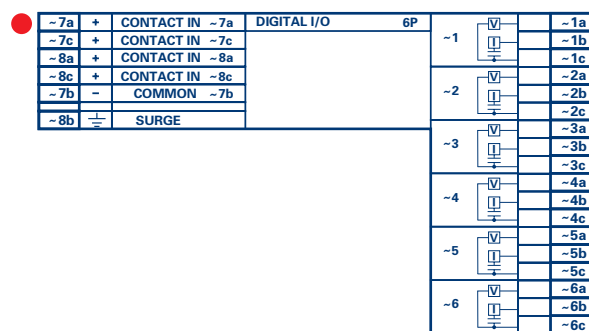 ~7a + CONTACT IN ~7a DIGITAL I/O 6P
~7c + CONTACT IN ~7c
~8a + CONTACT IN ~8a
~8c + CONTACT IN ~8c
~7b – COMMON ~7b
~8b SURGE
~1 V ~1a
I ~1b
~1c
~2 V ~2a
I ~2b
~2c
~3 V ~3a
I ~3b
~3c
~4 V ~4a
I ~4b
~4c
~5 V ~5a
I ~5b
~5c
~6 V ~6a
I ~6b
~6c